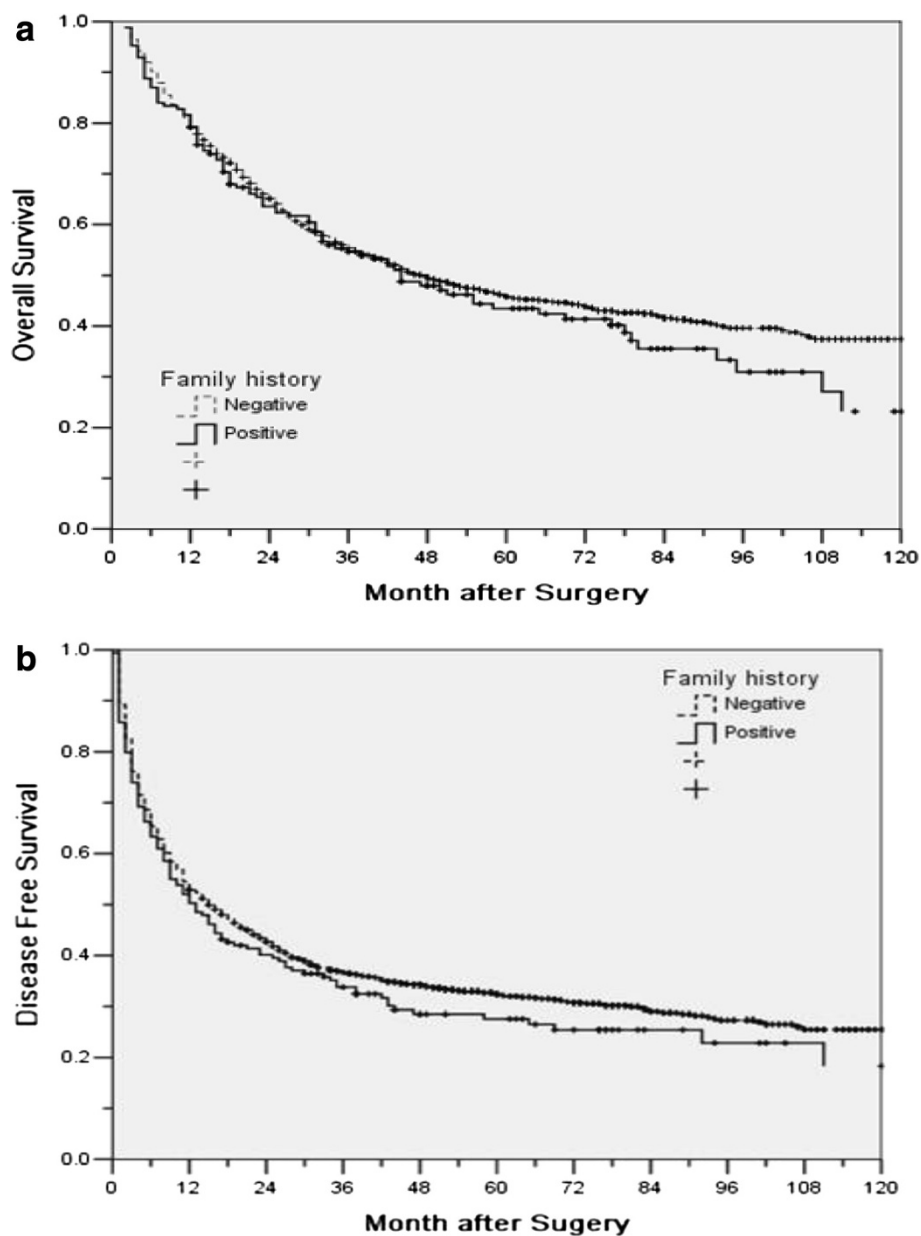 a
Overall Survival
1.0
0.8
0.6
0.4
0.2
0.0
Family history
Negative
Positive
0 12 24 36 48 60 72 84 96 108 120
Month after Surgery
b
Disease Free Survival
1.0
0.8
0.6
0.4
0.2
0.0
Family history
Negative
Positive
0 12 24 36 48 60 72 84 96 108 120
Month after Sugery